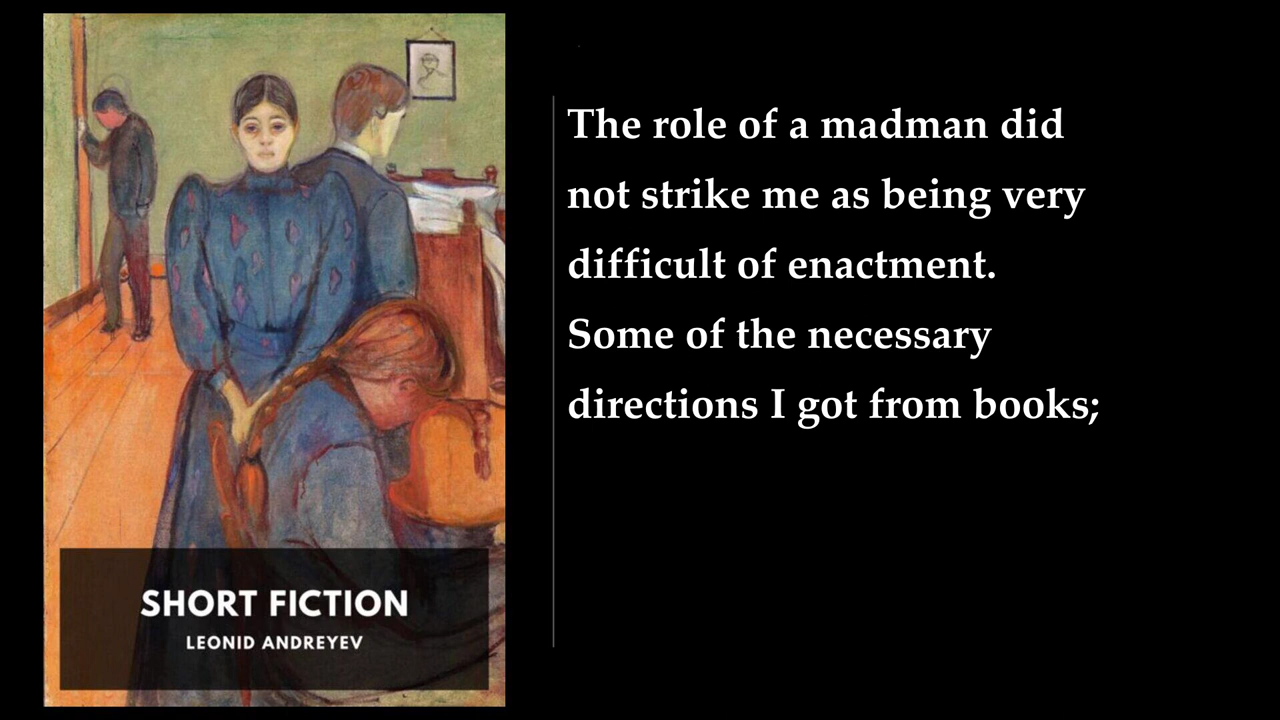 SHORT FICTION
LEONID ANDREYEV
The role of a madman did
not strike me as being very
difficult of enactment.
Some of the necessary
directions I got from books;